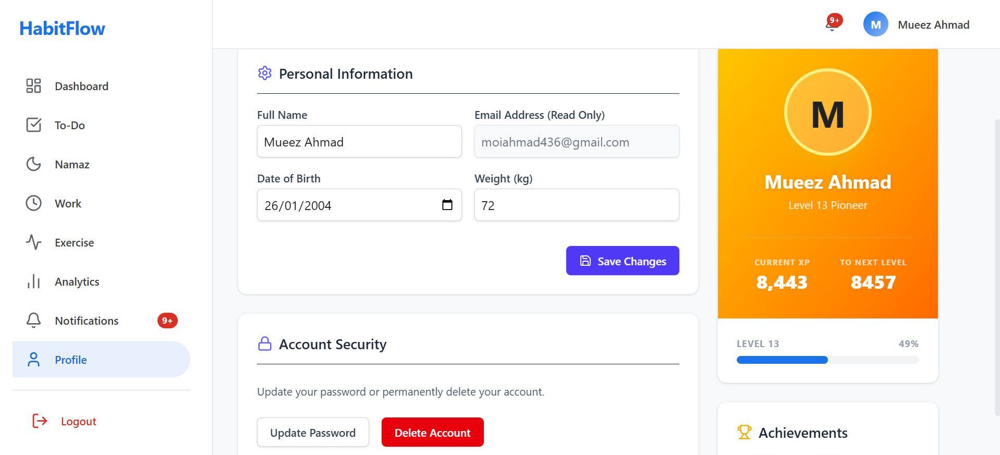 HabitFlow
9+
M
Mueez Ahmad
Dashboard
To-Do
Namaz
Work
Exercise
Analytics
Notifications
9+
Profile
Logout
Personal Information
Full Name
Mueez Ahmad
Email Address (Read Only)
moiahmad436@gmail.com
Date of Birth
26/01/2004
Weight (kg)
72
Save Changes
Account Security
Update your password or permanently delete your account.
Update Password
Delete Account
M
Mueez Ahmad
Level 13 Pioneer
CURRENT XP
8,443
TO NEXT LEVEL
8457
LEVEL 13
49%
Achievements